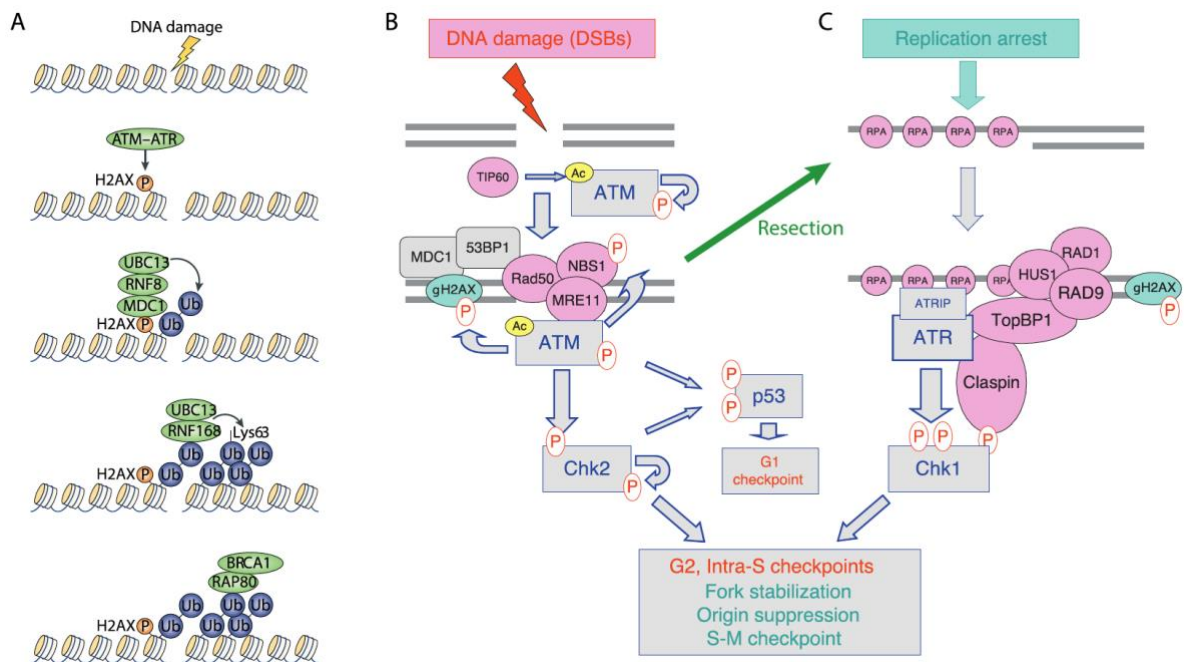 A
DNA damage
ATM–ATR
H2AX P
UBC13
RNF8
MDC1
Ub
H2AX P
Ub
Ub
UBC13
RNF168
Lys63
Ub
Ub
Ub
H2AX P
Ub
Ub
Ub
BRCA1
RAP80
Ub
Ub
Ub
H2AX P
Ub
Ub
Ub
B
DNA damage (DSBs)
TIP60
Ac
ATM
P
MDC1
53BP1
Rad50
NBS1
P
MRE11
gH2AX
P
Ac
ATM
P
P
P
p53
G1
checkpoint
P
Chk2
P
Resection
C
Replication arrest
RPA
RPA
RPA
RPA
RPA
RPA
RPA
RPA
HUS1
RAD1
RAD9
gH2AX
P
ATRIP
ATR
TopBP1
Claspin
P
P
P
Chk1
G2, Intra-S checkpoints
Fork stabilization
Origin suppression
S-M checkpoint